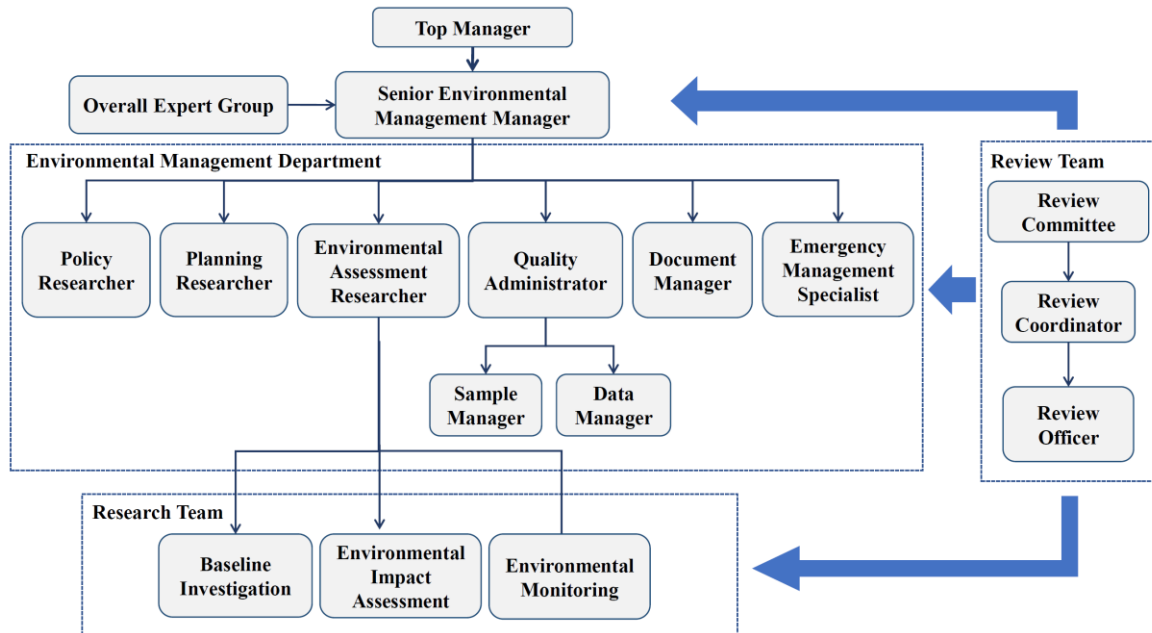 Top Manager
Overall Expert Group
Senior Environmental
Management Manager
Environmental Management Department
Policy
Researcher
Planning
Researcher
Environmental
Assessment
Researcher
Quality
Administrator
Document
Manager
Emergency
Management
Specialist
Sample
Manager
Data
Manager
Review Team
Review
Committee
Review
Coordinator
Review
Officer
Research Team
Baseline
Investigation
Environmental
Impact
Assessment
Environmental
Monitoring